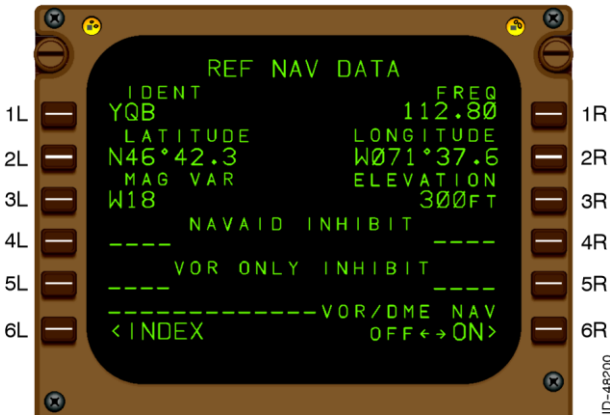 REF NAV DATA
IDENT FREQ
1L YQB 112.80 1R
LATITUDE LONGITUDE
2L N46°42.3 W071°37.6 2R
MAG VAR ELEVATION
3L W18 300FT 3R
NAVAID INHIBIT
4L ---- ---- 4R
VOR ONLY INHIBIT
5L ---- ---- 5R
--------------VOR/DME NAV
6L <INDEX OFF←→ON> 6R
ID-48200